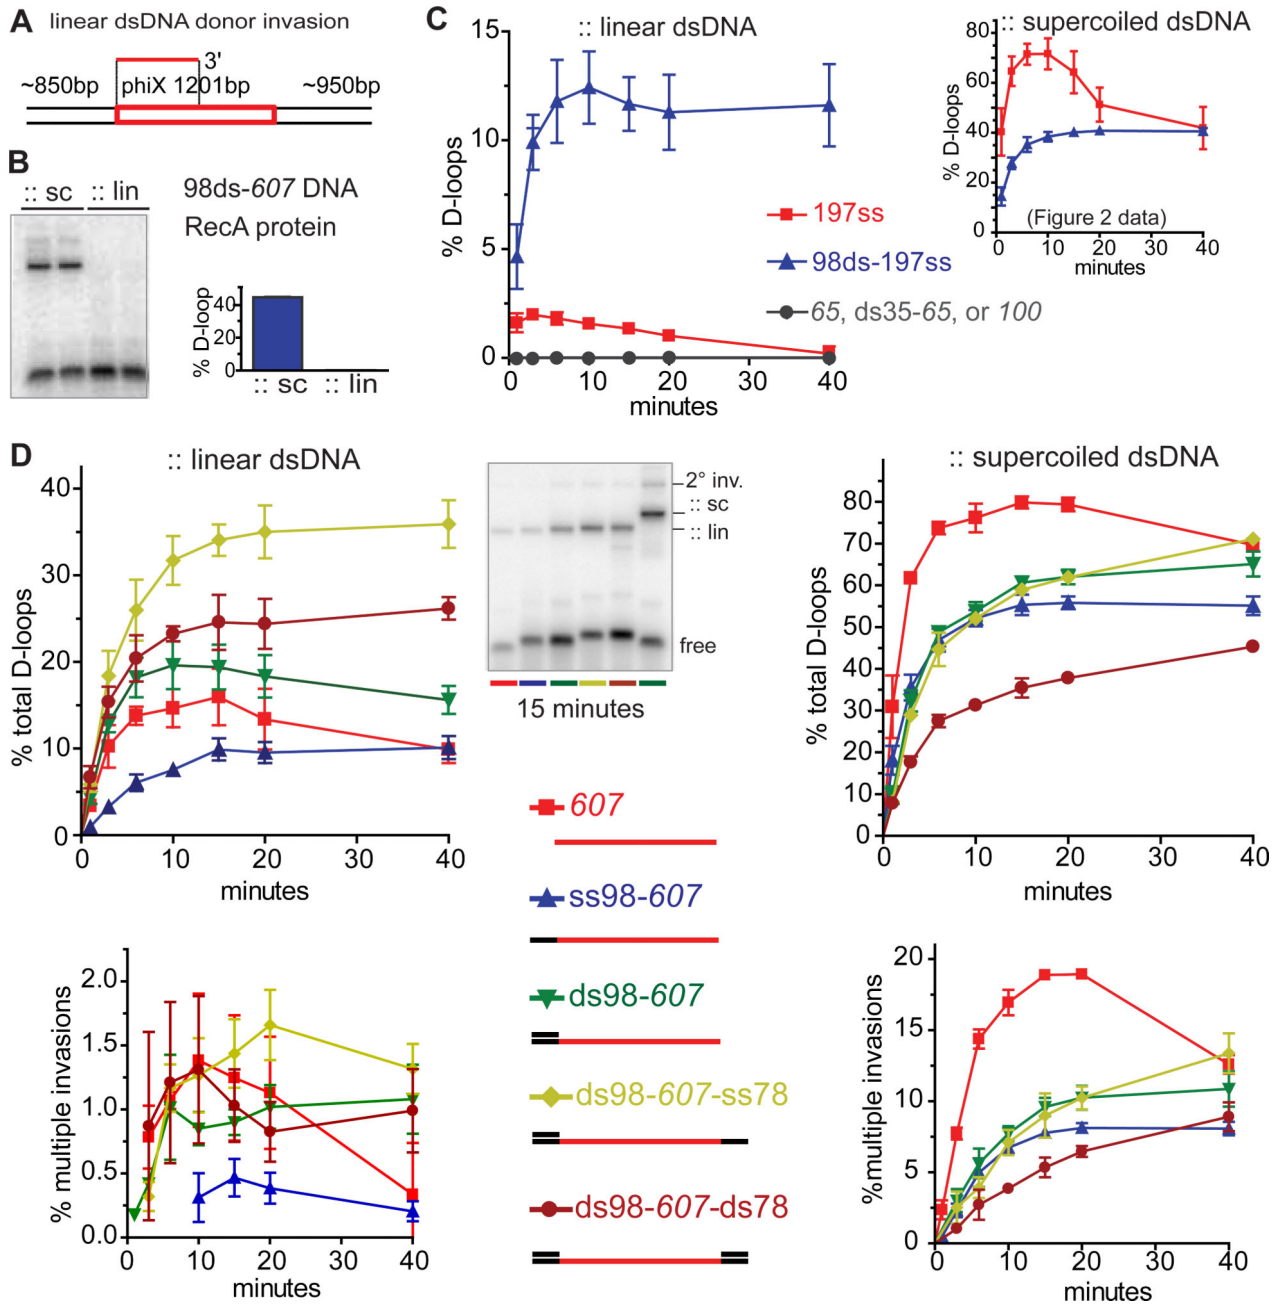 A
linear dsDNA donor invasion
3'
~850bp
phiX 1201bp
~950bp
B
:: sc :: lin
98ds-607 DNA
RecA protein
% D-loop
40
20
0
:: sc :: lin
C
:: linear dsDNA
% D-loops
15
10
5
0
0 10 20 30 40
minutes
197ss
98ds-197ss
65, ds35-65, or 100
:: supercoiled dsDNA
% D-loops
80
60
40
20
0
(Figure 2 data)
0 10 20 40
minutes
D
:: linear dsDNA
% total D-loops
40
30
20
10
0
0 10 20 30 40
minutes
2° inv.
:: sc
:: lin
free
15 minutes
:: supercoiled dsDNA
% total D-loops
80
70
60
50
40
30
20
10
0
0 10 20 30 40
minutes
607
ss98-607
ds98-607
ds98-607-ss78
ds98-607-ds78
% multiple invasions
2.0
1.5
1.0
0.5
0.0
0 10 20 30 40
minutes
%multiple invasions
20
15
10
5
0
0 10 20 30 40
minutes